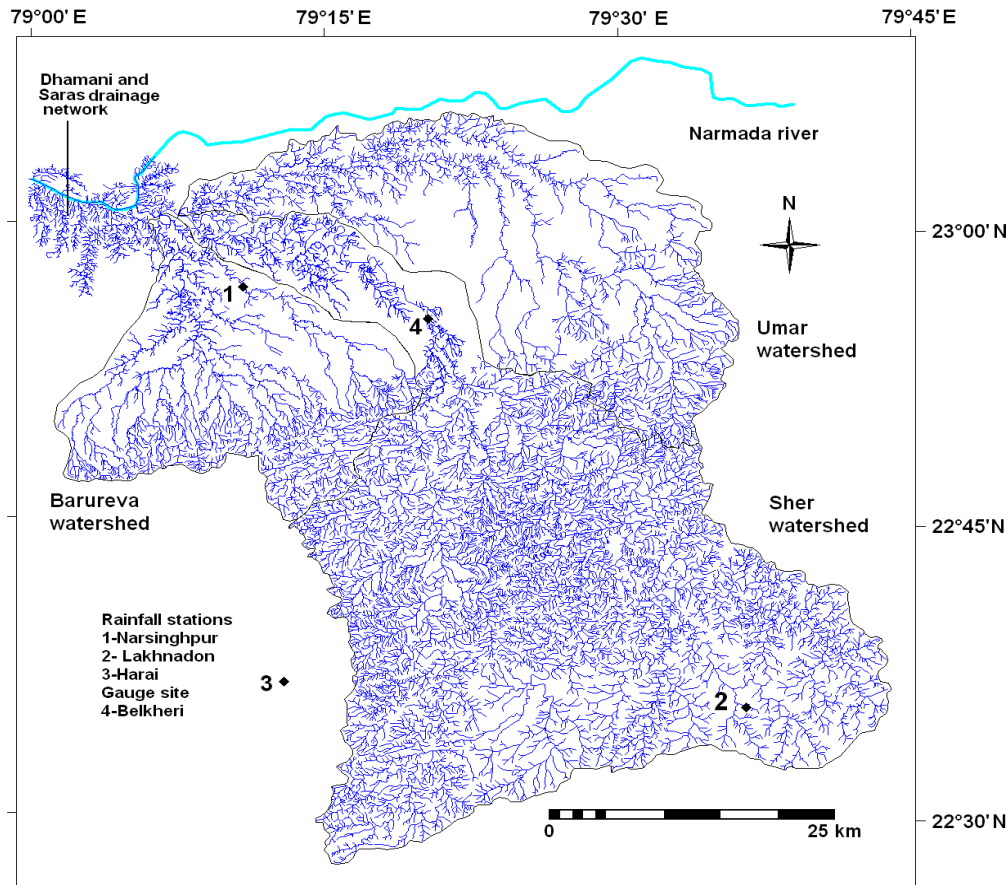 79°00' E
79°15' E
79°30' E
79°45' E
Dhamani and
Saras drainage
network
Narmada river
N
23°00' N
1
4
Umar
watershed
Barureva
watershed
Sher
watershed
22°45' N
Rainfall stations
1-Narsinghpur
2- Lakhnadon
3-Harai
Gauge site
4-Belkheri
3
2
0
25 km
22°30' N